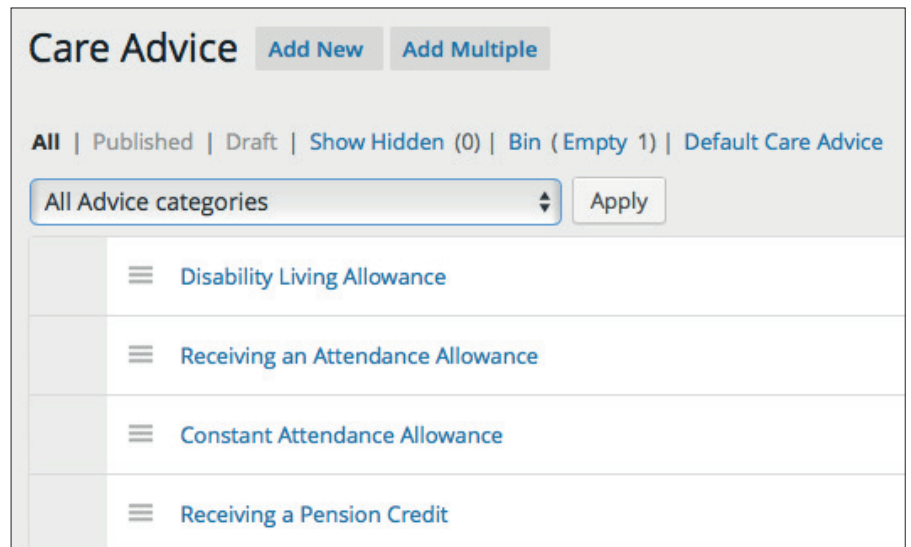 Care Advice Add New Add Multiple
All | Published | Draft | Show Hidden (0) | Bin (Empty 1) | Default Care Advice
All Advice categories Apply
Disability Living Allowance
Receiving an Attendance Allowance
Constant Attendance Allowance
Receiving a Pension Credit